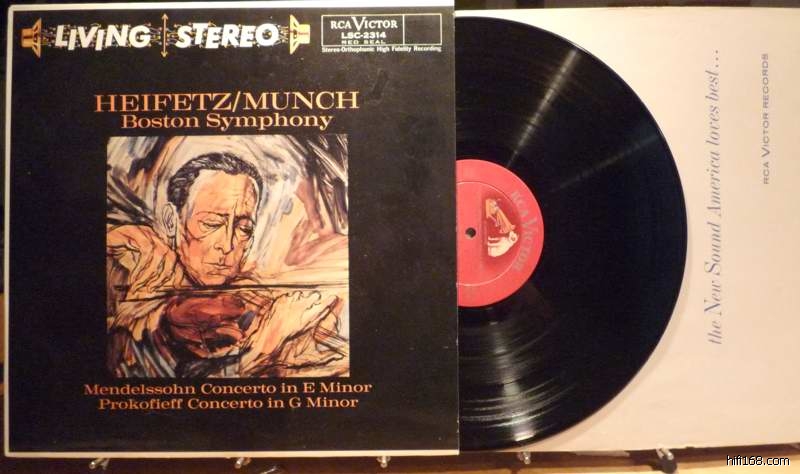 LIVING STEREO
RCA VICTOR
LSC-2314
RED SEAL
Stereo-Orthophonic High Fidelity Recording
HEIFETZ/MUNCH
Boston Symphony
Mendelssohn Concerto in E Minor
Prokofieff Concerto in G Minor
RCA VICTOR
the New Sound America loves best...
RCA VICTOR RECORDS
hifi168.com